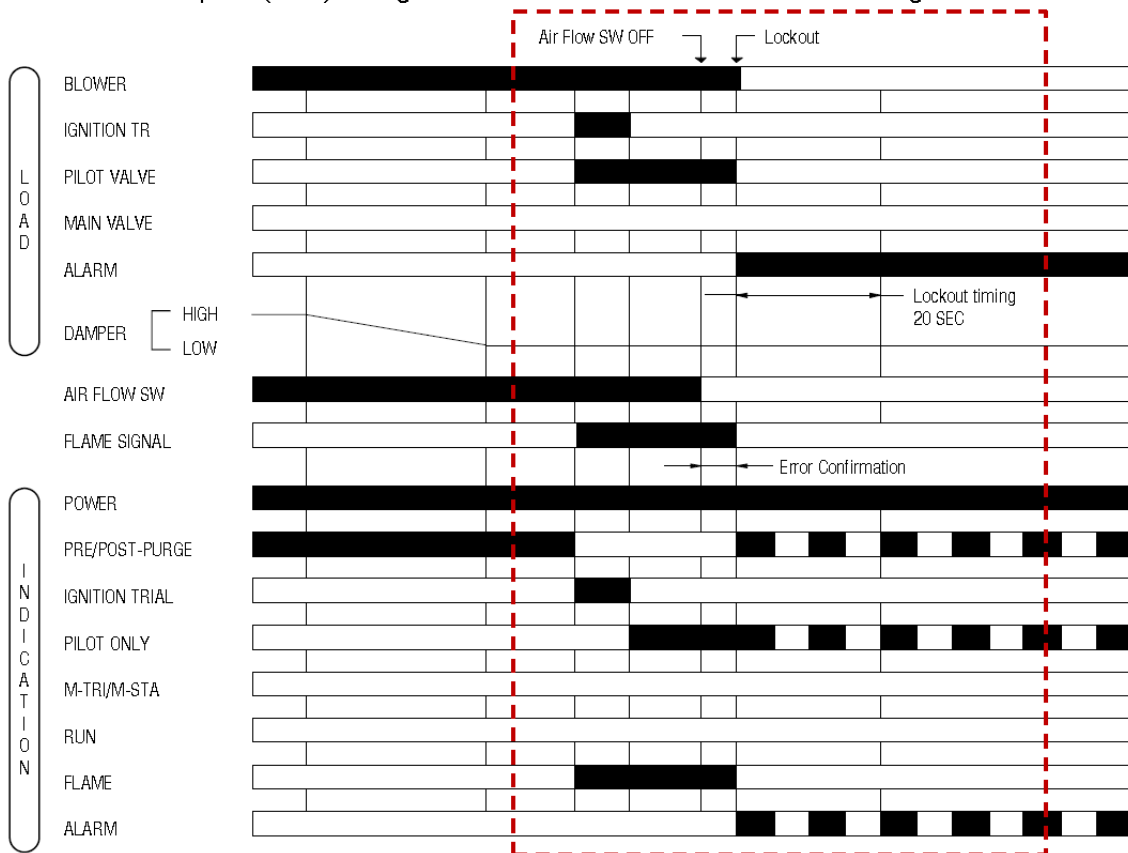 Air Flow SW OFF
Lockout
LOAD
BLOWER
IGNITION TR
PILOT VALVE
MAIN VALVE
ALARM
Lockout timing
20 SEC
DAMPER
HIGH
LOW
AIR FLOW SW
FLAME SIGNAL
Error Confirmation
INDICATION
POWER
PRE/POST-PURGE
IGNITION TRIAL
PILOT ONLY
M-TRI/M-STA
RUN
FLAME
ALARM